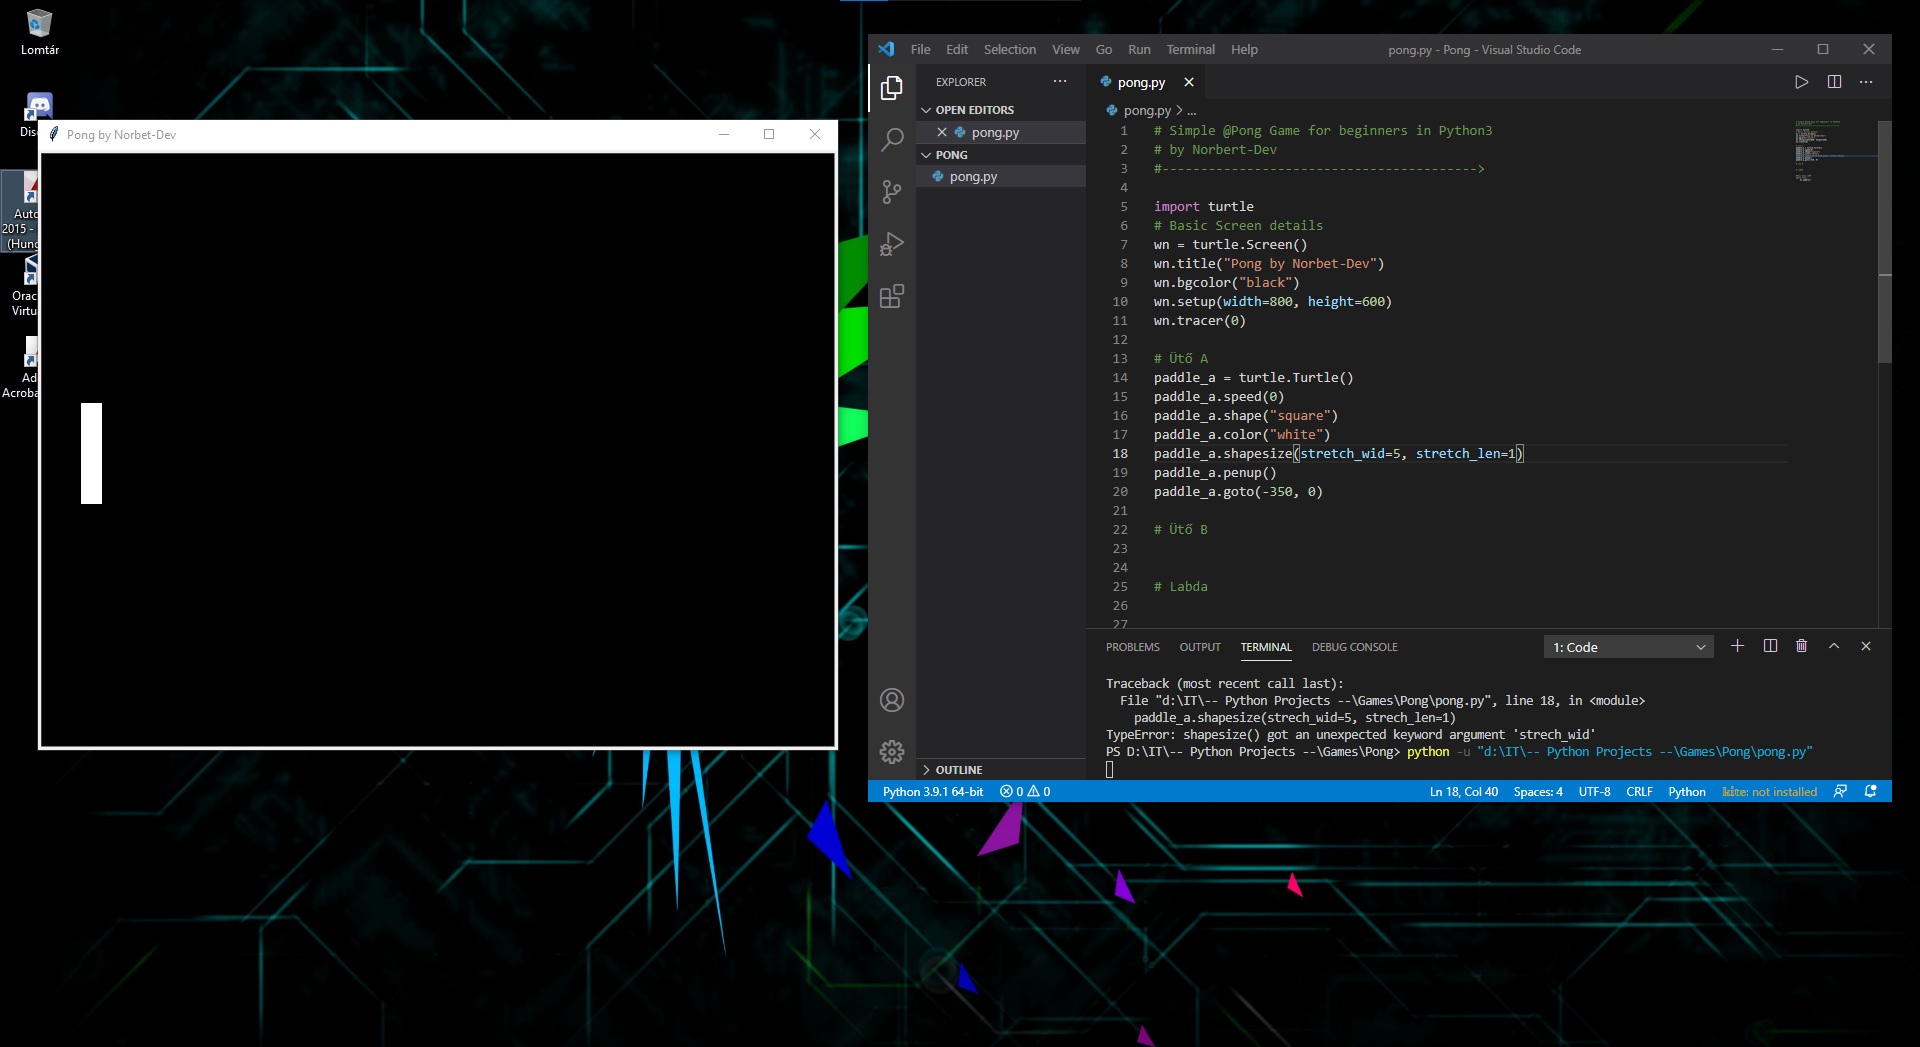 Lomtár
Dis
Auto
2015 -
(Hung
Orac
Virtu
Ad
Acroba
Pong by Norbet-Dev
File Edit Selection View Go Run Terminal Help
pong.py - Pong - Visual Studio Code
EXPLORER
OPEN EDITORS
pong.py
PONG
pong.py
OUTLINE
pong.py
pong.py > ...
1 # Simple @Pong Game for beginners in Python3
2 # by Norbert-Dev
3 #----------------------------------------->
4
5 import turtle
6 # Basic Screen details
7 wn = turtle.Screen()
8 wn.title("Pong by Norbet-Dev")
9 wn.bgcolor("black")
10 wn.setup(width=800, height=600)
11 wn.tracer(0)
12
13 # Ütő A
14 paddle_a = turtle.Turtle()
15 paddle_a.speed(0)
16 paddle_a.shape("square")
17 paddle_a.color("white")
18 paddle_a.shapesize(stretch_wid=5, stretch_len=1)
19 paddle_a.penup()
20 paddle_a.goto(-350, 0)
21
22 # Ütő B
23
24
25 # Labda
26
27
PROBLEMS OUTPUT TERMINAL DEBUG CONSOLE 1: Code
Traceback (most recent call last):
File "d:\IT\-- Python Projects --\Games\Pong\pong.py", line 18, in <module>
paddle_a.shapesize(strech_wid=5, strech_len=1)
TypeError: shapesize() got an unexpected keyword argument 'strech_wid'
PS D:\IT\-- Python Projects --\Games\Pong> python -u "d:\IT\-- Python Projects --\Games\Pong\pong.py"
Python 3.9.1 64-bit 0 0 Ln 18, Col 40 Spaces: 4 UTF-8 CRLF Python kite: not installed